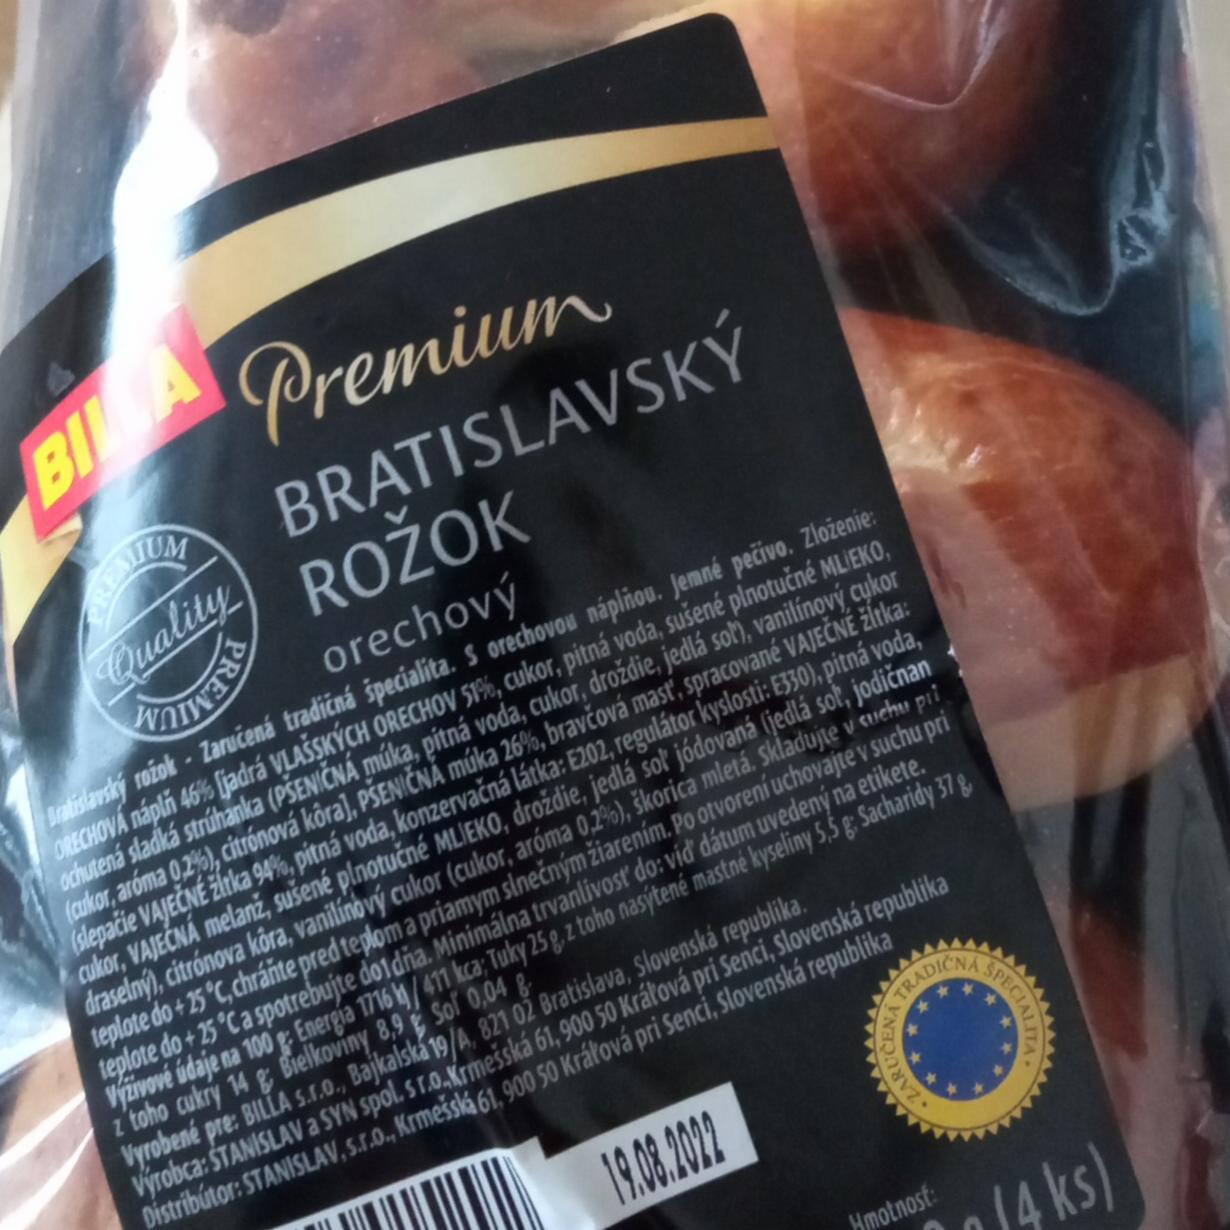 BILLA
Premium
BRATISLAVSKÝ
ROŽOK
orechový
PREMIUM
Quality
PREMIUM
Bratislavský rožok - Zaručená tradičná špecialita. S orechovou náplňou. Jemné pečivo. Zloženie:
ORECHOVÁ náplň 46% [jadrá VLAŠSKÝCH ORECHOV 51%, cukor, pitná voda, sušené plnotučné MLIEKO,
ochutená sladká strúhanka (PŠENIČNÁ múka, pitná voda, cukor, droždie, jedlá soľ), vanilínový cukor
(cukor, aróma 0,2%), citrónová kôra], PŠENIČNÁ múka 26%, bravčová masť, spracované VAJEČNÉ žĺtka:
(slepačie VAJEČNÉ žĺtka 94%, pitná voda, konzervačná látka: E202, regulátor kyslosti: E330), pitná voda,
cukor, VAJEČNÁ melanž, sušené plnotučné MLIEKO, droždie, jedlá soľ jódovaná (jedlá soľ, jodičnan
draselný), citrónova kôra, vanilínový cukor (cukor, aróma 0,2%), škorica mletá. Skladujte v suchu pri
teplote do + 25 °C, chráňte pred teplom a priamym slnečným žiarením. Po otvorení uchovajte v suchu pri
teplote do + 25 °C a spotrebujte do 1 dňa. Minimálna trvanlivosť do: viď dátum uvedený na etikete.
Výživové údaje na 100 g: Energia 1716 kJ/ 411 kcal; Tuky 25 g, z toho nasýtené mastné kyseliny 5,5 g; Sacharidy 37 g,
z toho cukry 14 g; Bielkoviny 8,9 g; Soľ 0,04 g.
Vyrobené pre: BILLA s.r.o., Bajkalská 19/A, 821 02 Bratislava, Slovenská republika.
Výrobca: STANISLAV a SYN spol. s r.o., Krmešská 61, 900 50 Kráľová pri Senci, Slovenská republika
Distribútor: STANISLAV, s.r.o., Krmešská 61, 900 50 Kráľová pri Senci, Slovenská republika
ZARUČENÁ TRADIČNÁ ŠPECIALITA
19.08.2022
Hmotnosť:
g (4 ks)